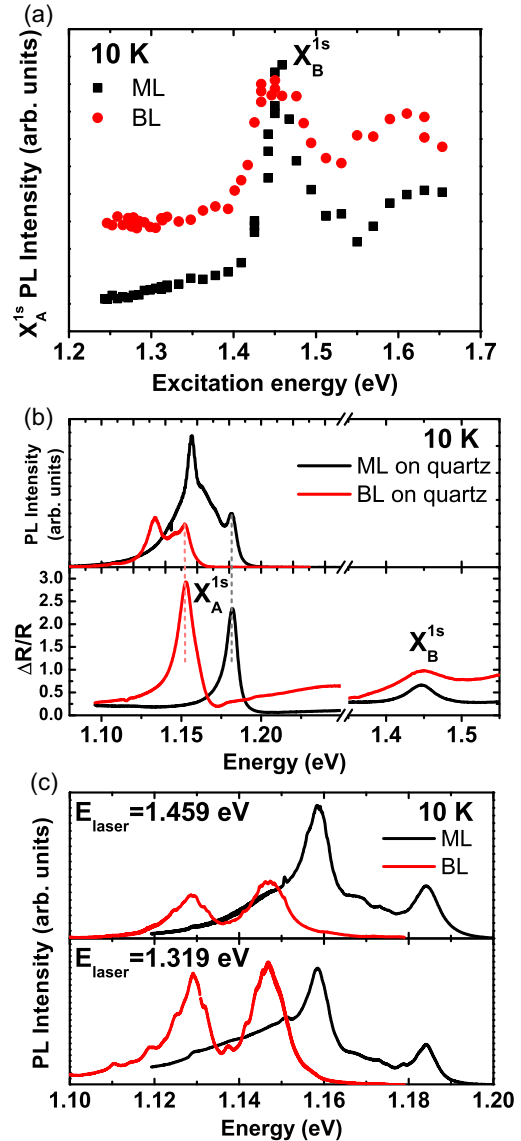 (a)
10 K
ML
BL
X_B^1s
X_A^1s PL Intensity (arb. units)
1.2 1.3 1.4 1.5 1.6 1.7
Excitation energy (eV)
(b)
10 K
ML on quartz
BL on quartz
PL Intensity
(arb. units)
3.0
2.5
2.0
1.5
1.0
0.5
0.0
ΔR/R
X_A^1s
X_B^1s
1.10 1.15 1.20 1.4 1.5
Energy (eV)
(c)
E_laser=1.459 eV
10 K
ML
BL
E_laser=1.319 eV
PL Intensity (arb. units)
1.10 1.12 1.14 1.16 1.18 1.20
Energy (eV)